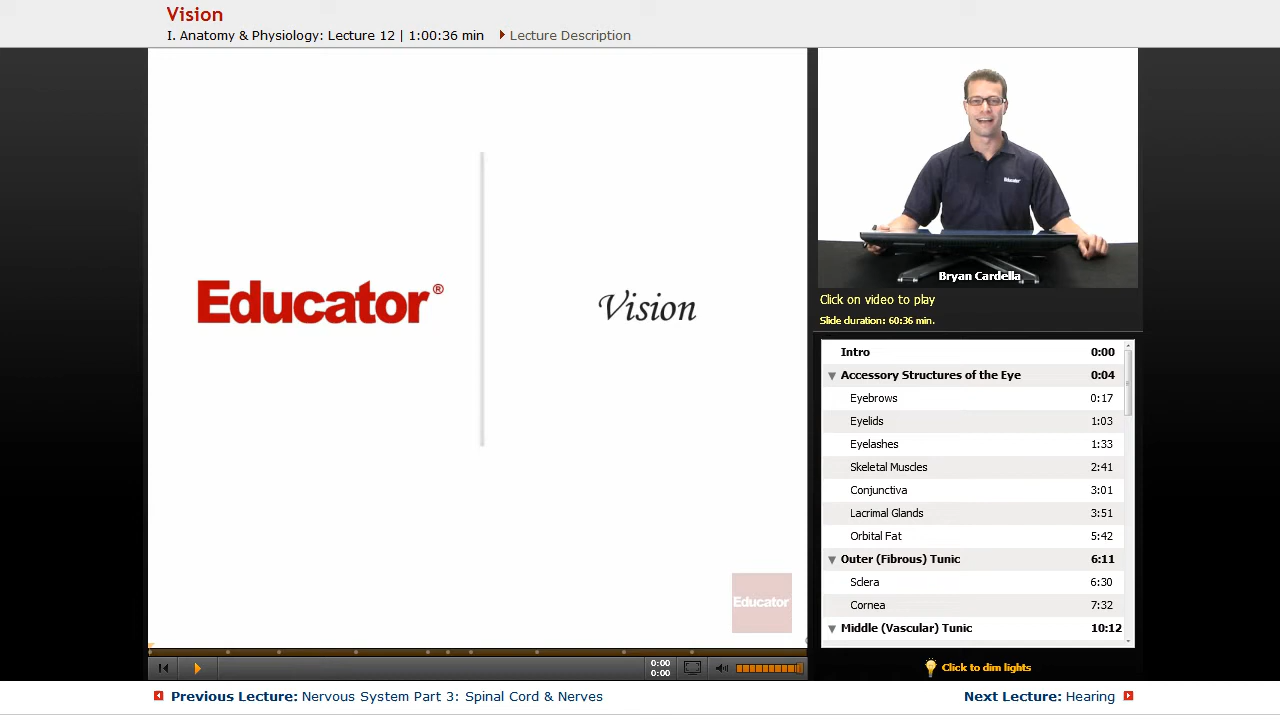 Vision
I. Anatomy & Physiology: Lecture 12 | 1:00:36 min Lecture Description
Educator®
Vision
Educator
Educator
Bryan Cardella
Click on video to play
Slide duration: 60:36 min.
Intro 0:00
Accessory Structures of the Eye 0:04
Eyebrows 0:17
Eyelids 1:03
Eyelashes 1:33
Skeletal Muscles 2:41
Conjunctiva 3:01
Lacrimal Glands 3:51
Orbital Fat 5:42
Outer (Fibrous) Tunic 6:11
Sclera 6:30
Cornea 7:32
Middle (Vascular) Tunic 10:12
0:00
0:00
Click to dim lights
Previous Lecture: Nervous System Part 3: Spinal Cord & Nerves
Next Lecture: Hearing